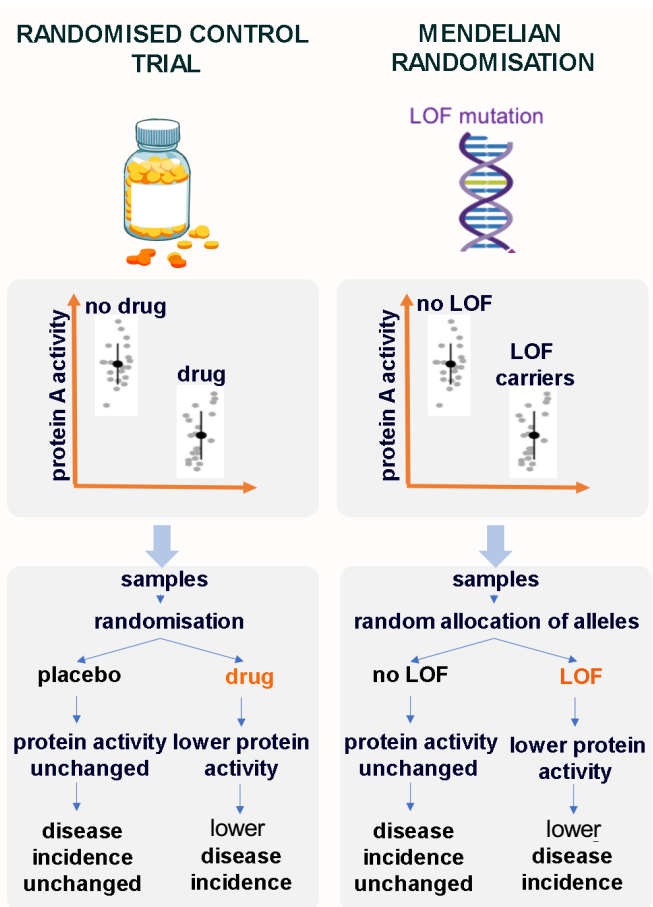 RANDOMISED CONTROL
TRIAL
protein A activity
no drug
drug
samples
randomisation
placebo
drug
protein activity
unchanged
lower protein
activity
disease
incidence
unchanged
lower
disease
incidence
MENDELIAN
RANDOMISATION
LOF mutation
protein A activity
no LOF
LOF
carriers
samples
random allocation of alleles
no LOF
LOF
protein activity
unchanged
lower protein
activity
disease
incidence
unchanged
lower
disease
incidence